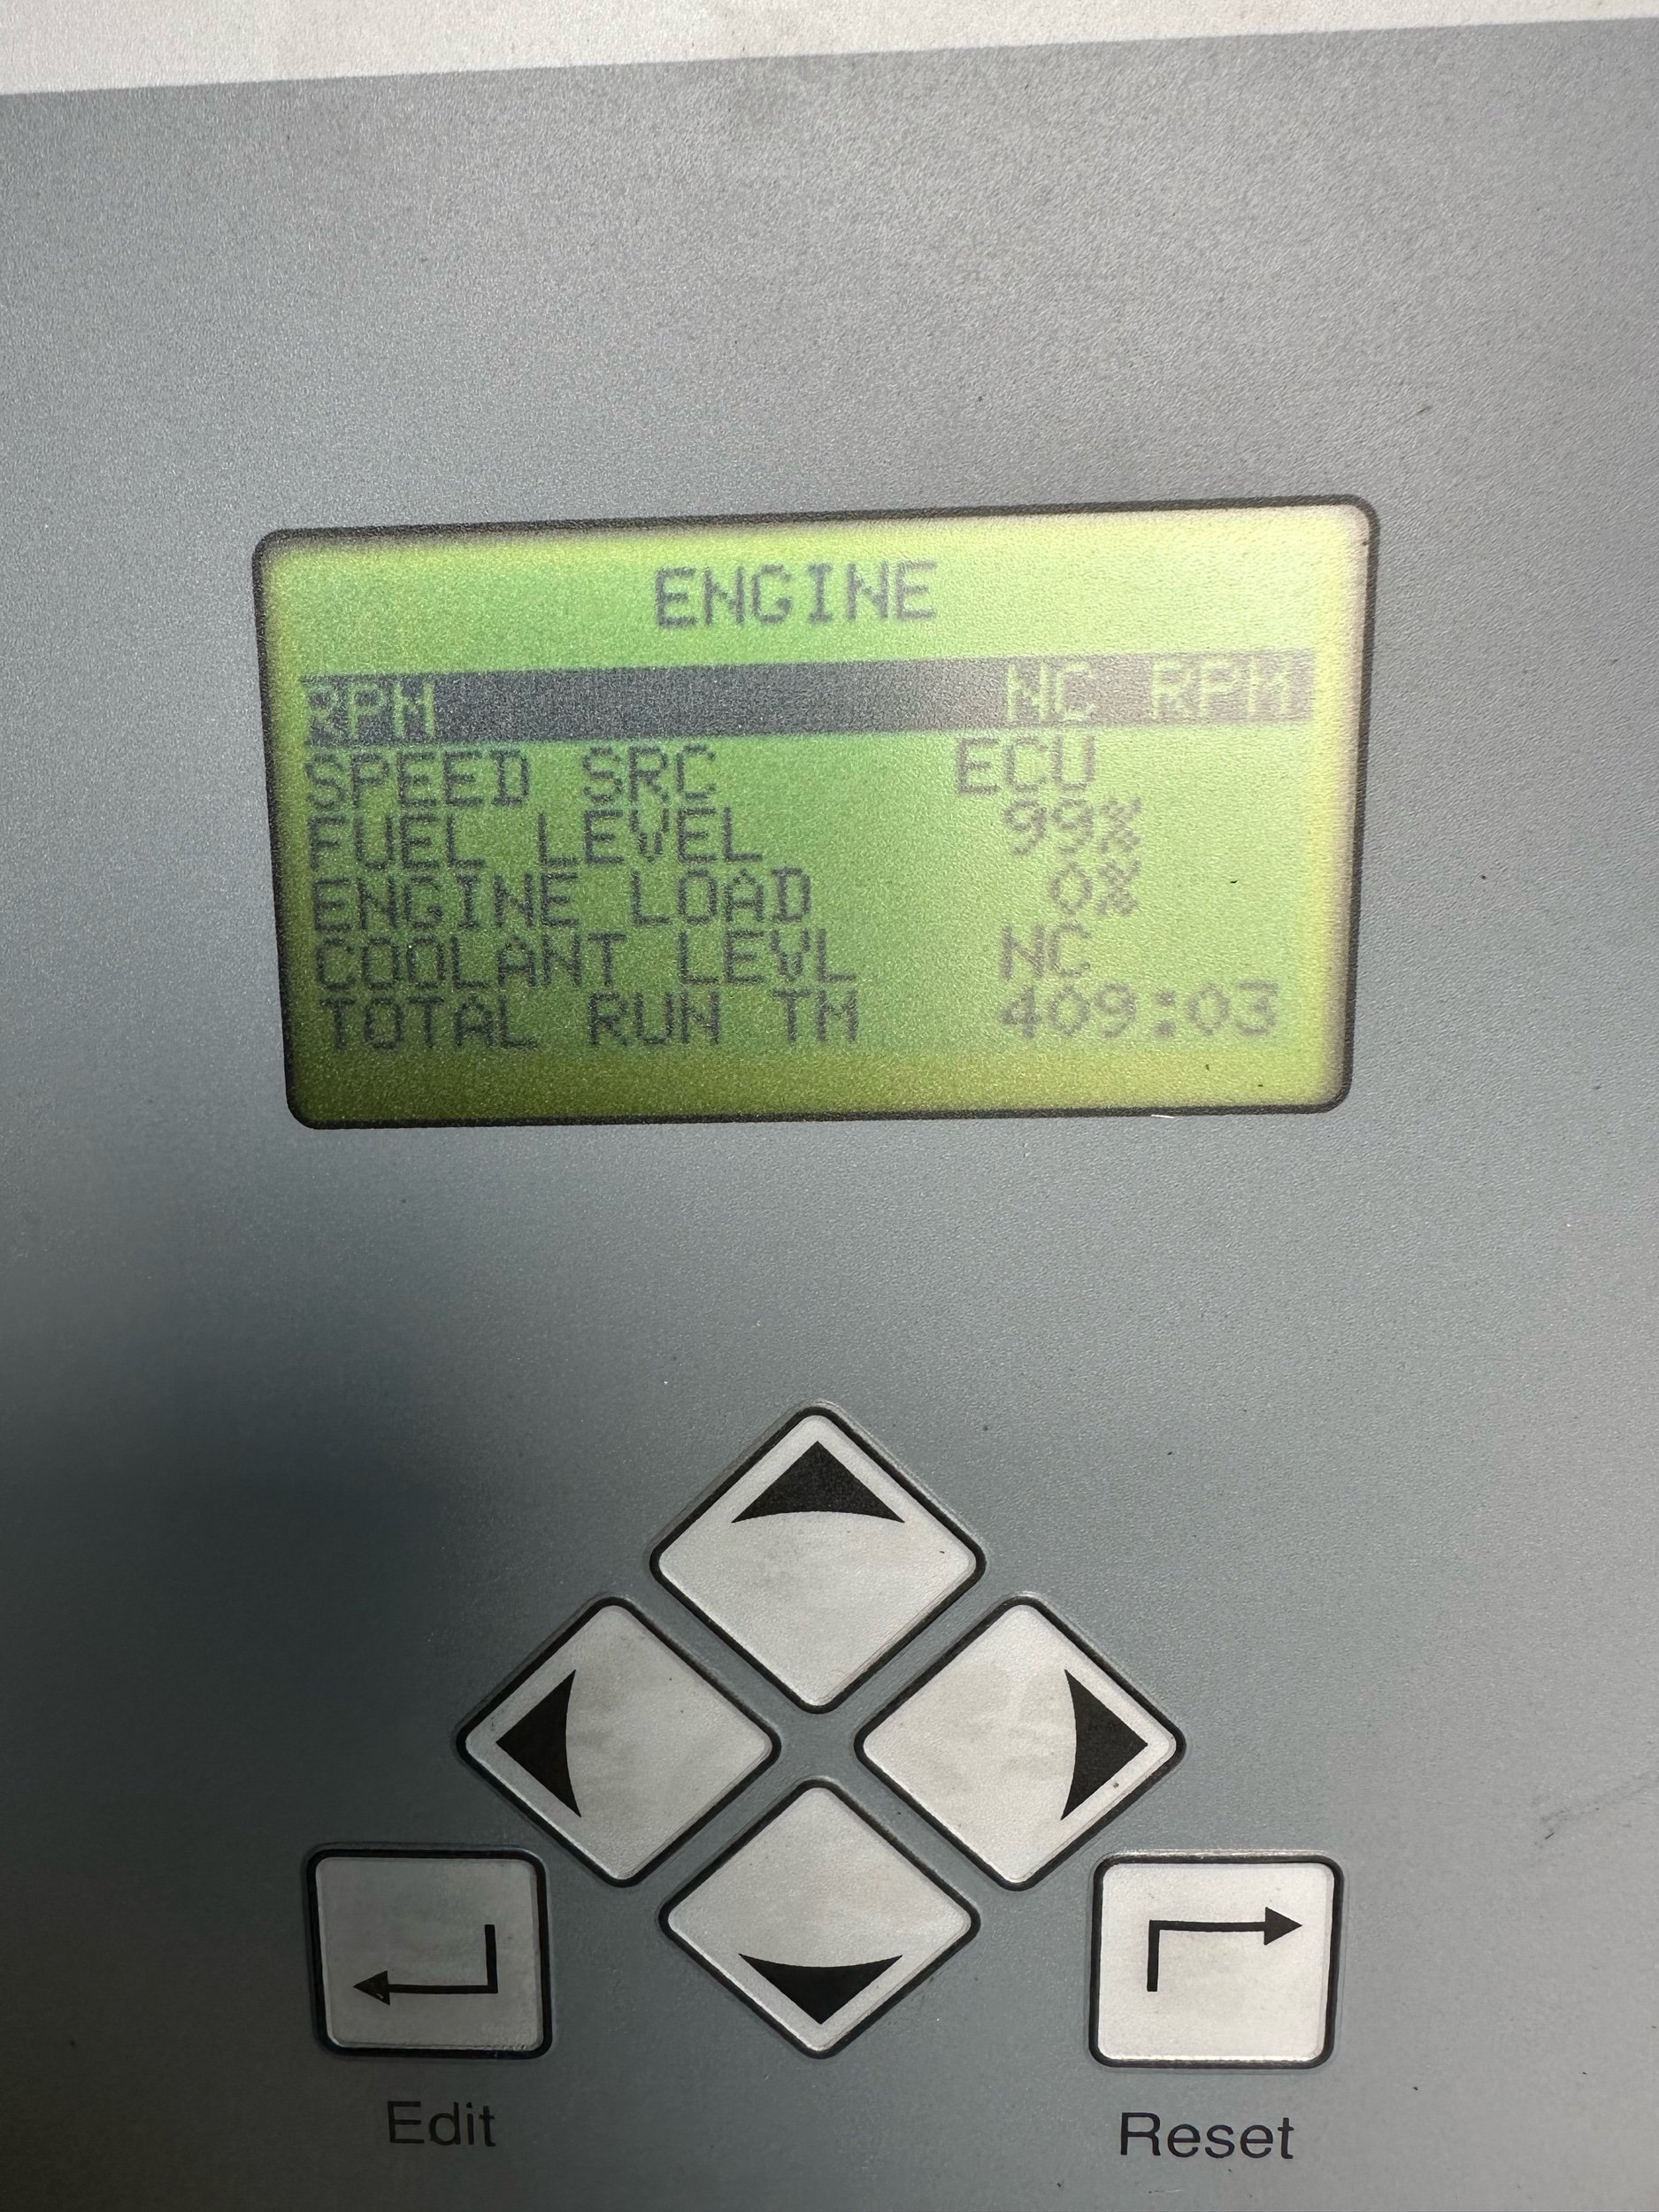 ENGINE
RPM NC RPM
SPEED SRC ECU
FUEL LEVEL 99%
ENGINE LOAD 0%
COOLANT LEVL NC
TOTAL RUN TM 409:03
Edit
Reset